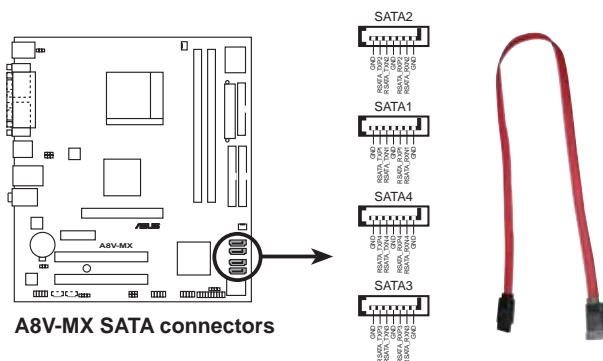 SATA2
GND
RSATA_TXP2
RSATA_TXN2
GND
RSATA_RXP2
RSATA_RXN2
GND
SATA1
GND
RSATA_TXP1
RSATA_TXN1
GND
RSATA_RXP1
RSATA_RXN1
GND
SATA4
GND
RSATA_TXP4
RSATA_TXN4
GND
RSATA_RXP4
RSATA_RXN4
GND
SATA3
GND
RSATA_TXP3
RSATA_TXN3
GND
RSATA_RXP3
RSATA_RXN3
GND
ASUS
A8V-MX
A8V-MX SATA connectors